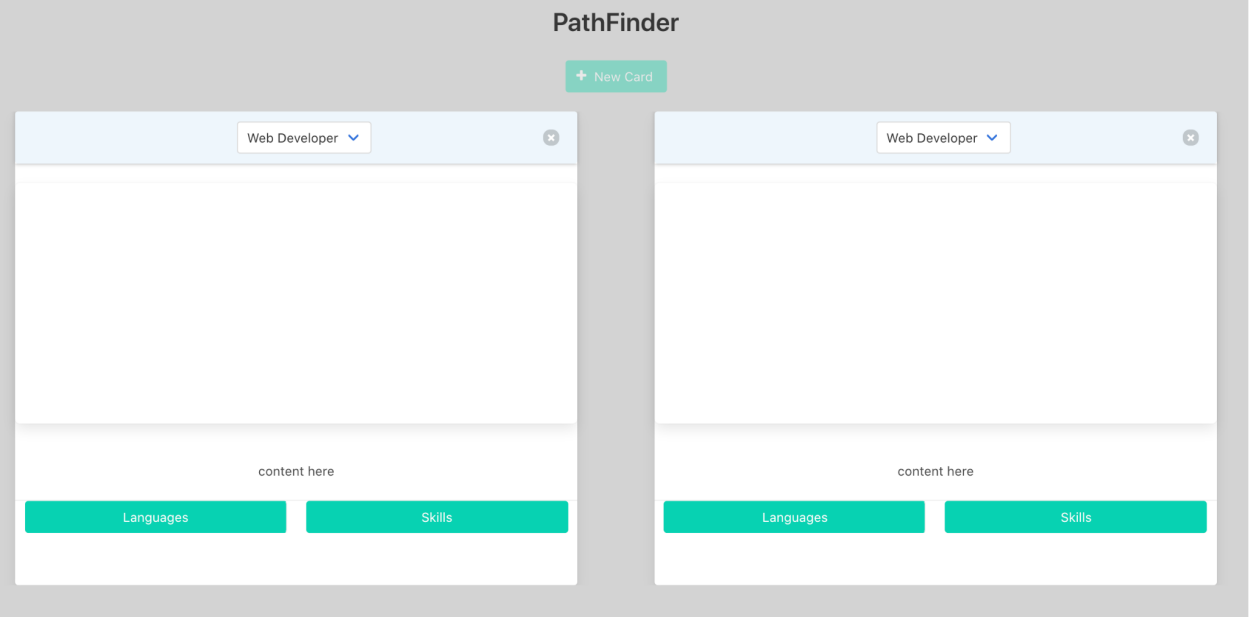 PathFinder
New Card
Web Developer
Web Developer
content here
content here
Languages
Skills
Languages
Skills